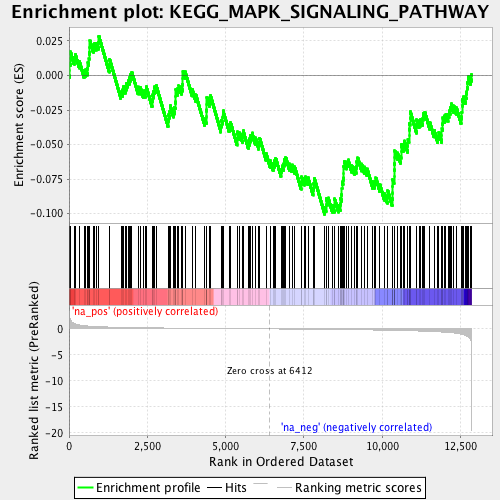 Enrichment plot: KEGG_MAPK_SIGNALING_PATHWAY
Enrichment score (ES)
0.025
0.000
-0.025
-0.050
-0.075
-0.100
'na_pos' (positively correlated)
Ranked list metric (PreRanked)
0
-5
-10
-15
-20
Zero cross at 6412
'na_neg' (negatively correlated)
0
2,500
5,000
7,500
10,000
12,500
Rank in Ordered Dataset
Enrichment profile
Hits
Ranking metric scores